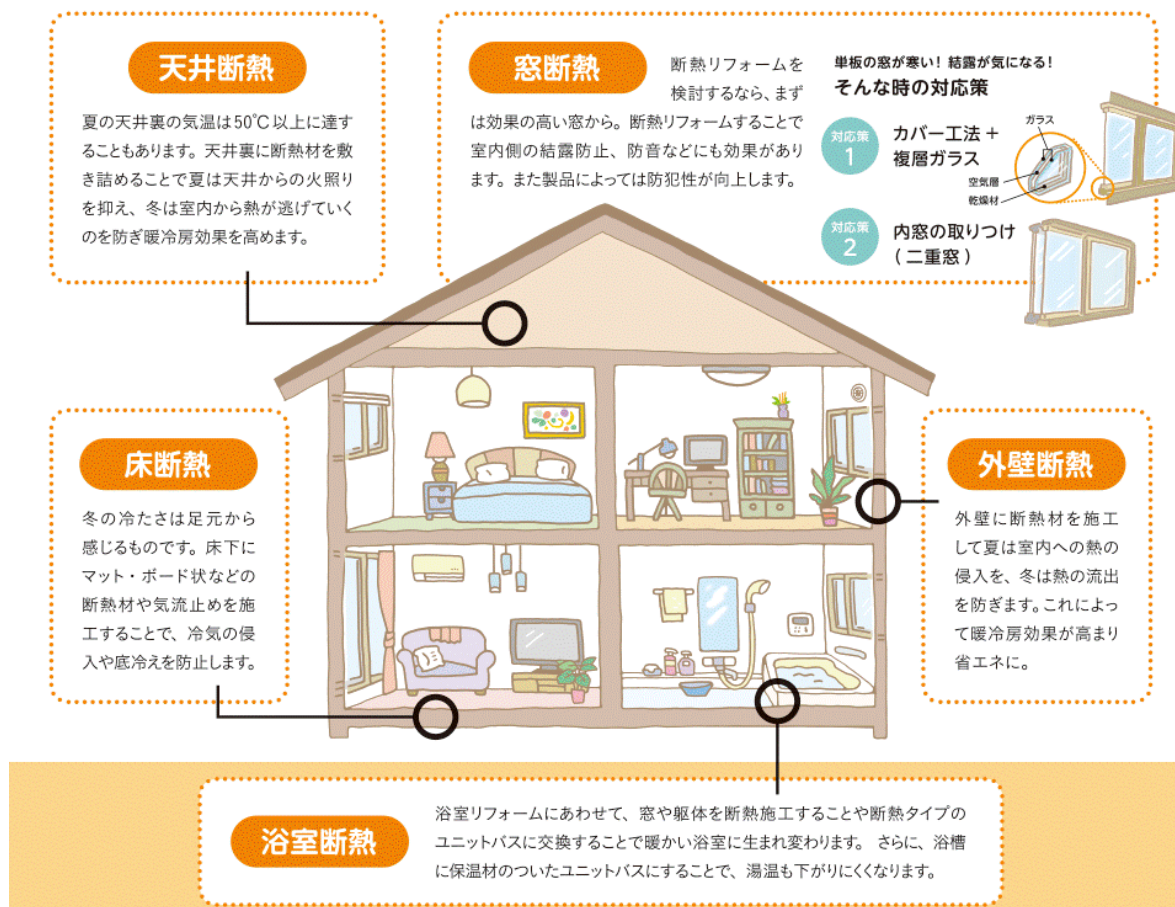 天井断熱
夏の天井裏の気温は50℃以上に達す
ることもあります。天井裏に断熱材を敷
き詰めることで夏は天井からの火照り
を抑え、冬は室内から熱が逃げていく
のを防ぎ暖冷房効果を高めます。
窓断熱
断熱リフォームを
検討するなら、まず
は効果の高い窓から。断熱リフォームすることで
室内側の結露防止、防音などにも効果があり
ます。また製品によっては防犯性が向上します。
単板の窓が寒い!結露が気になる!
そんな時の対応策
対応策
1
カバー工法+
複層ガラス
ガラス
空気層
乾燥材
対応策
2
内窓の取りつけ
(二重窓)
床断熱
冬の冷たさは足元から
感じるものです。床下に
マット・ボード状などの
断熱材や気流止めを施
工することで、冷気の侵
入や底冷えを防止します。
外壁断熱
外壁に断熱材を施工
して夏は室内への熱の
侵入を、冬は熱の流出
を防ぎます。これによっ
て暖冷房効果が高まり
省エネに。
浴室断熱
浴室リフォームにあわせて、窓や躯体を断熱施工することや断熱タイプの
ユニットバスに交換することで暖かい浴室に生まれ変わります。 さらに、浴槽
に保温材のついたユニットバスにすることで、湯温も下がりにくくなります。